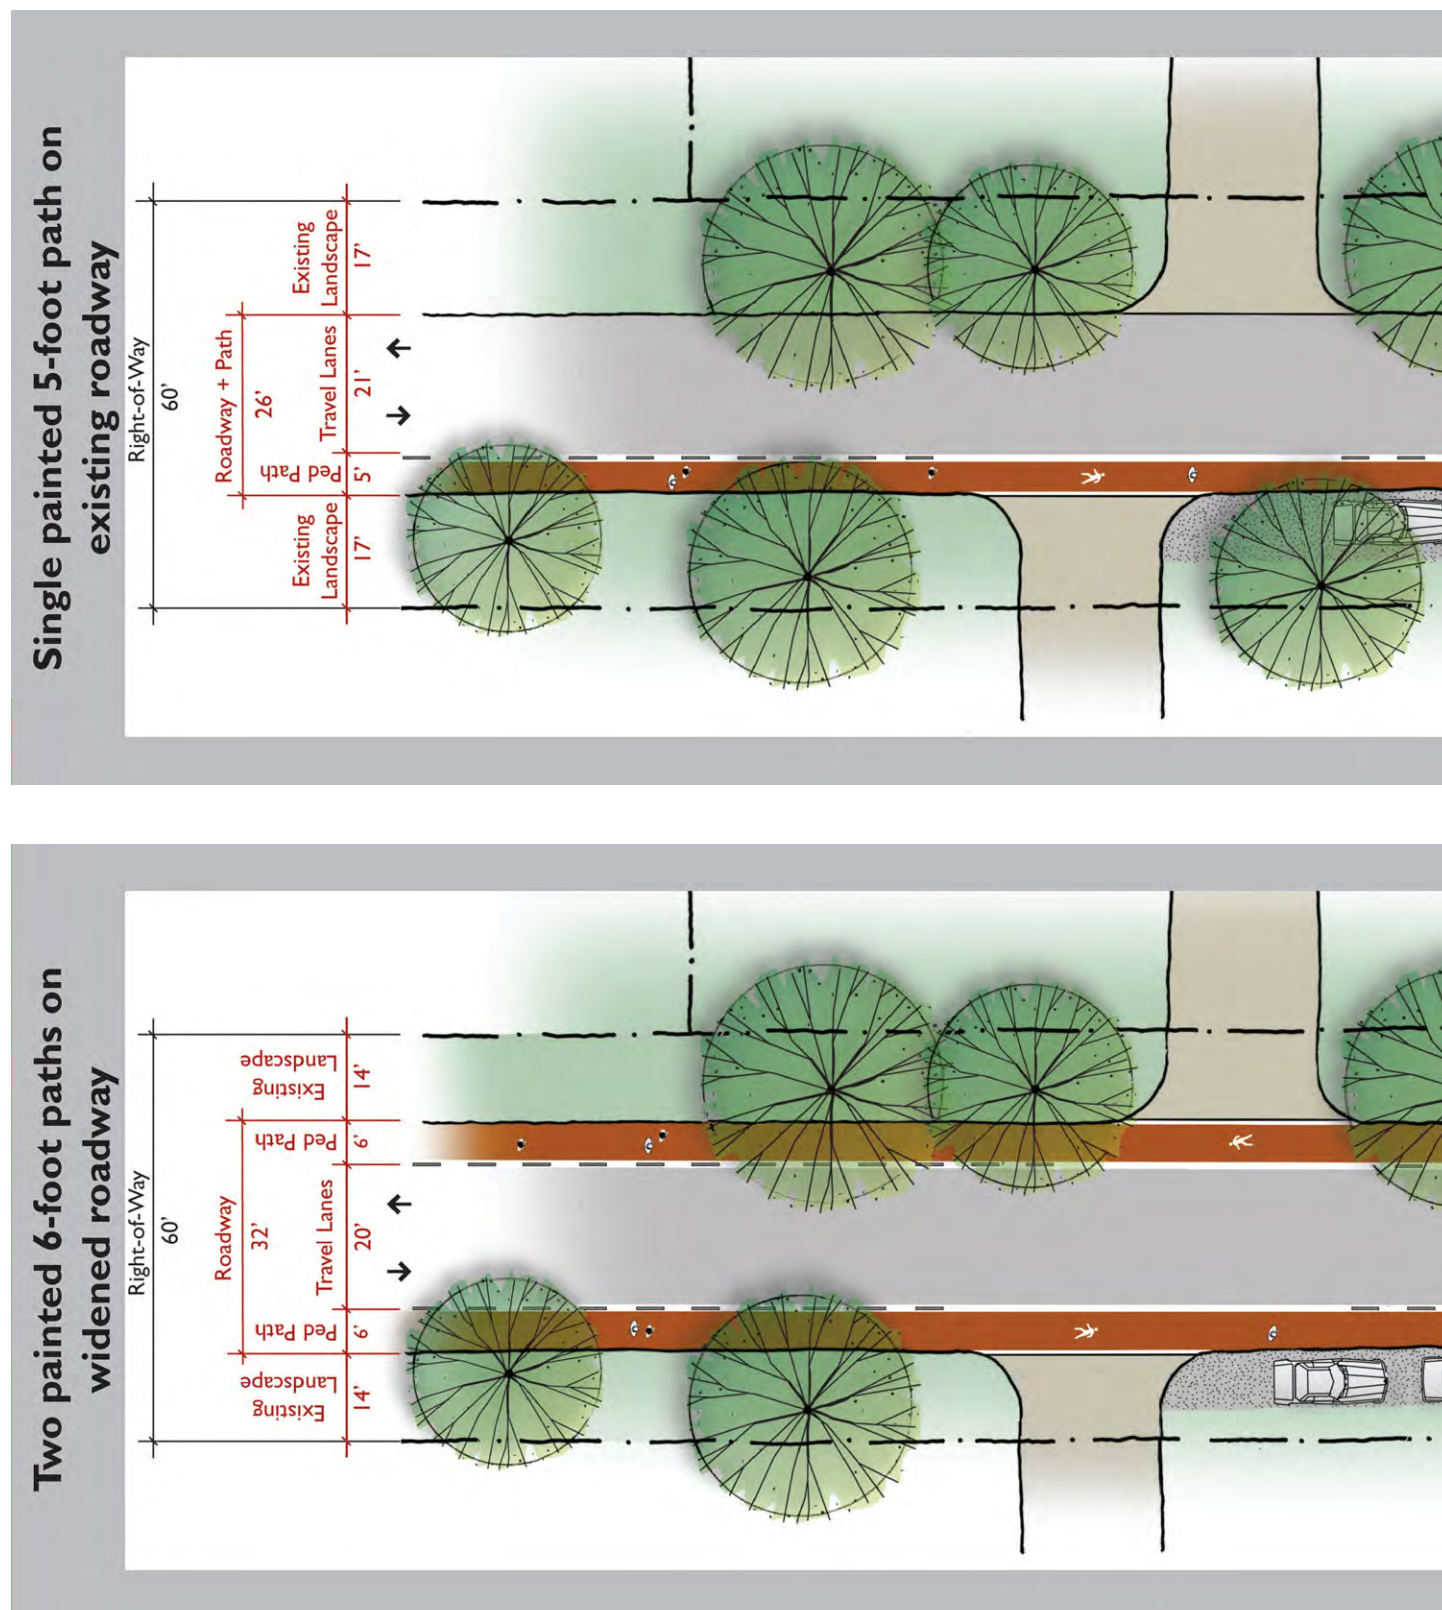 Single painted 5-foot path on
existing roadway
Right-of-Way
60'
Roadway + Path
26'
Existing
Landscape
17'
Travel Lanes
21'
Ped Path
5'
Existing
Landscape
17'
Two painted 6-foot paths on
widened roadway
Right-of-Way
60'
Roadway
32'
Existing
Landscape
14'
Ped Path
6'
Travel Lanes
20'
Ped Path
6'
Existing
Landscape
14'